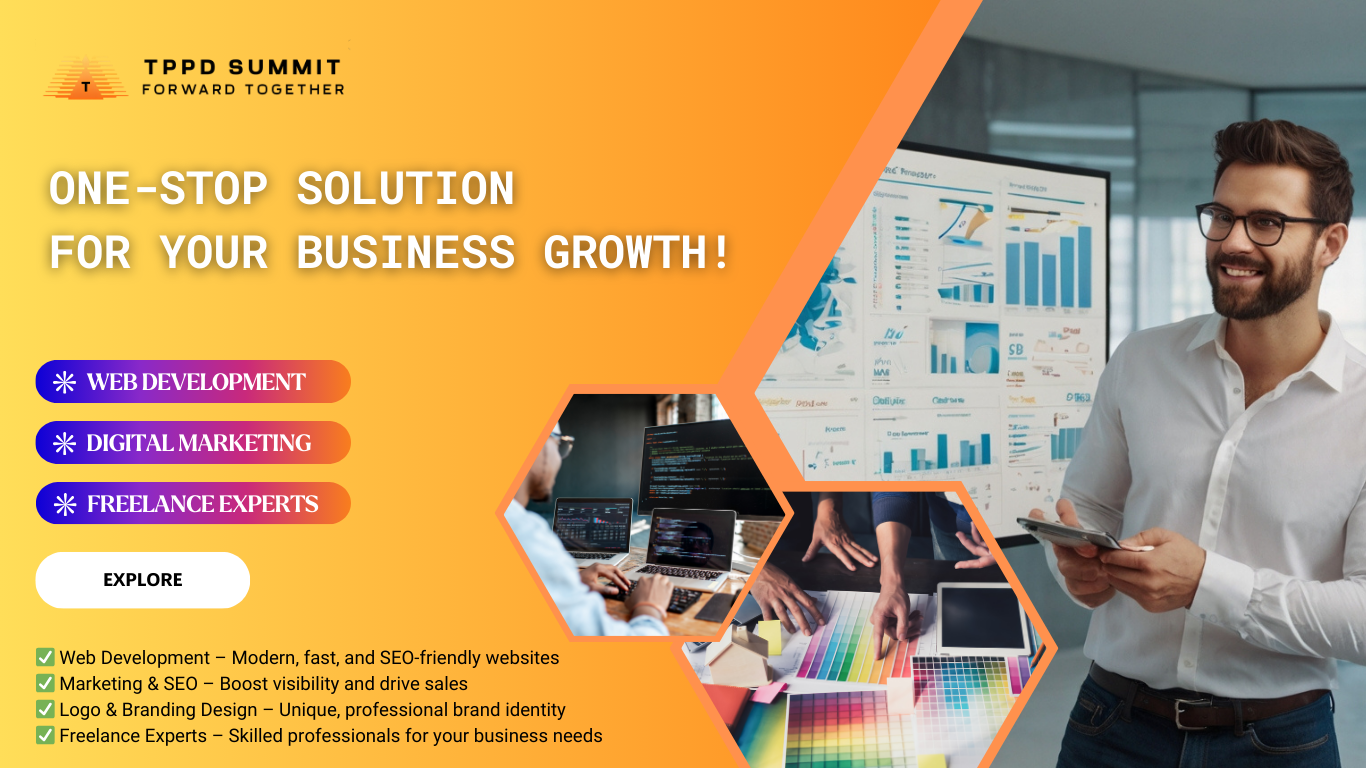 TPPD SUMMIT
FORWARD TOGETHER
T
ONE-STOP SOLUTION
FOR YOUR BUSINESS GROWTH!
WEB DEVELOPMENT
DIGITAL MARKETING
FREELANCE EXPERTS
EXPLORE
✅ Web Development – Modern, fast, and SEO-friendly websites
✅ Marketing & SEO – Boost visibility and drive sales
✅ Logo & Branding Design – Unique, professional brand identity
✅ Freelance Experts – Skilled professionals for your business needs